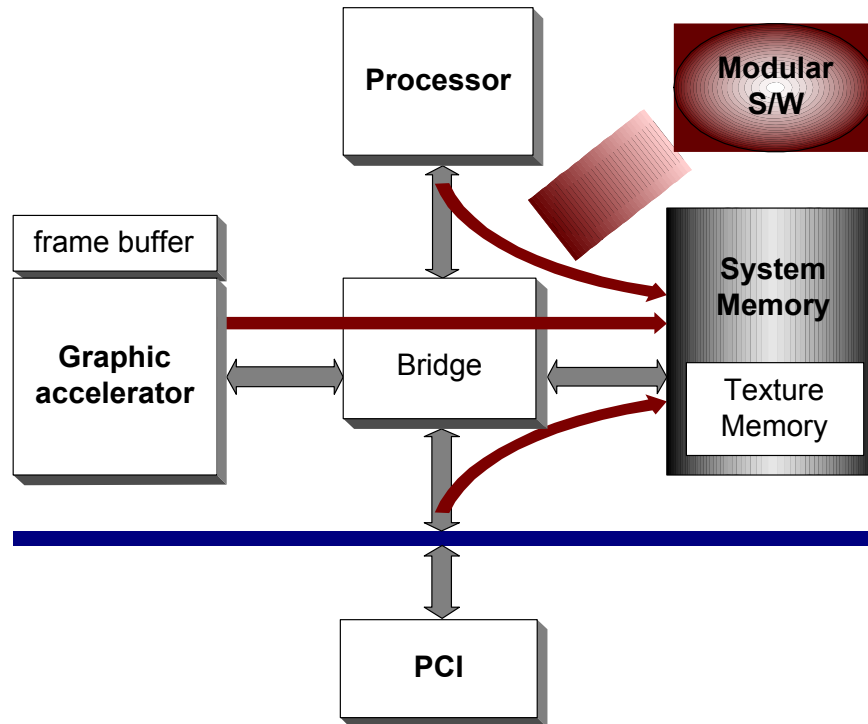 Processor
Modular
S/W
frame buffer
System
Memory
Graphic
accelerator
Bridge
Texture
Memory
PCI